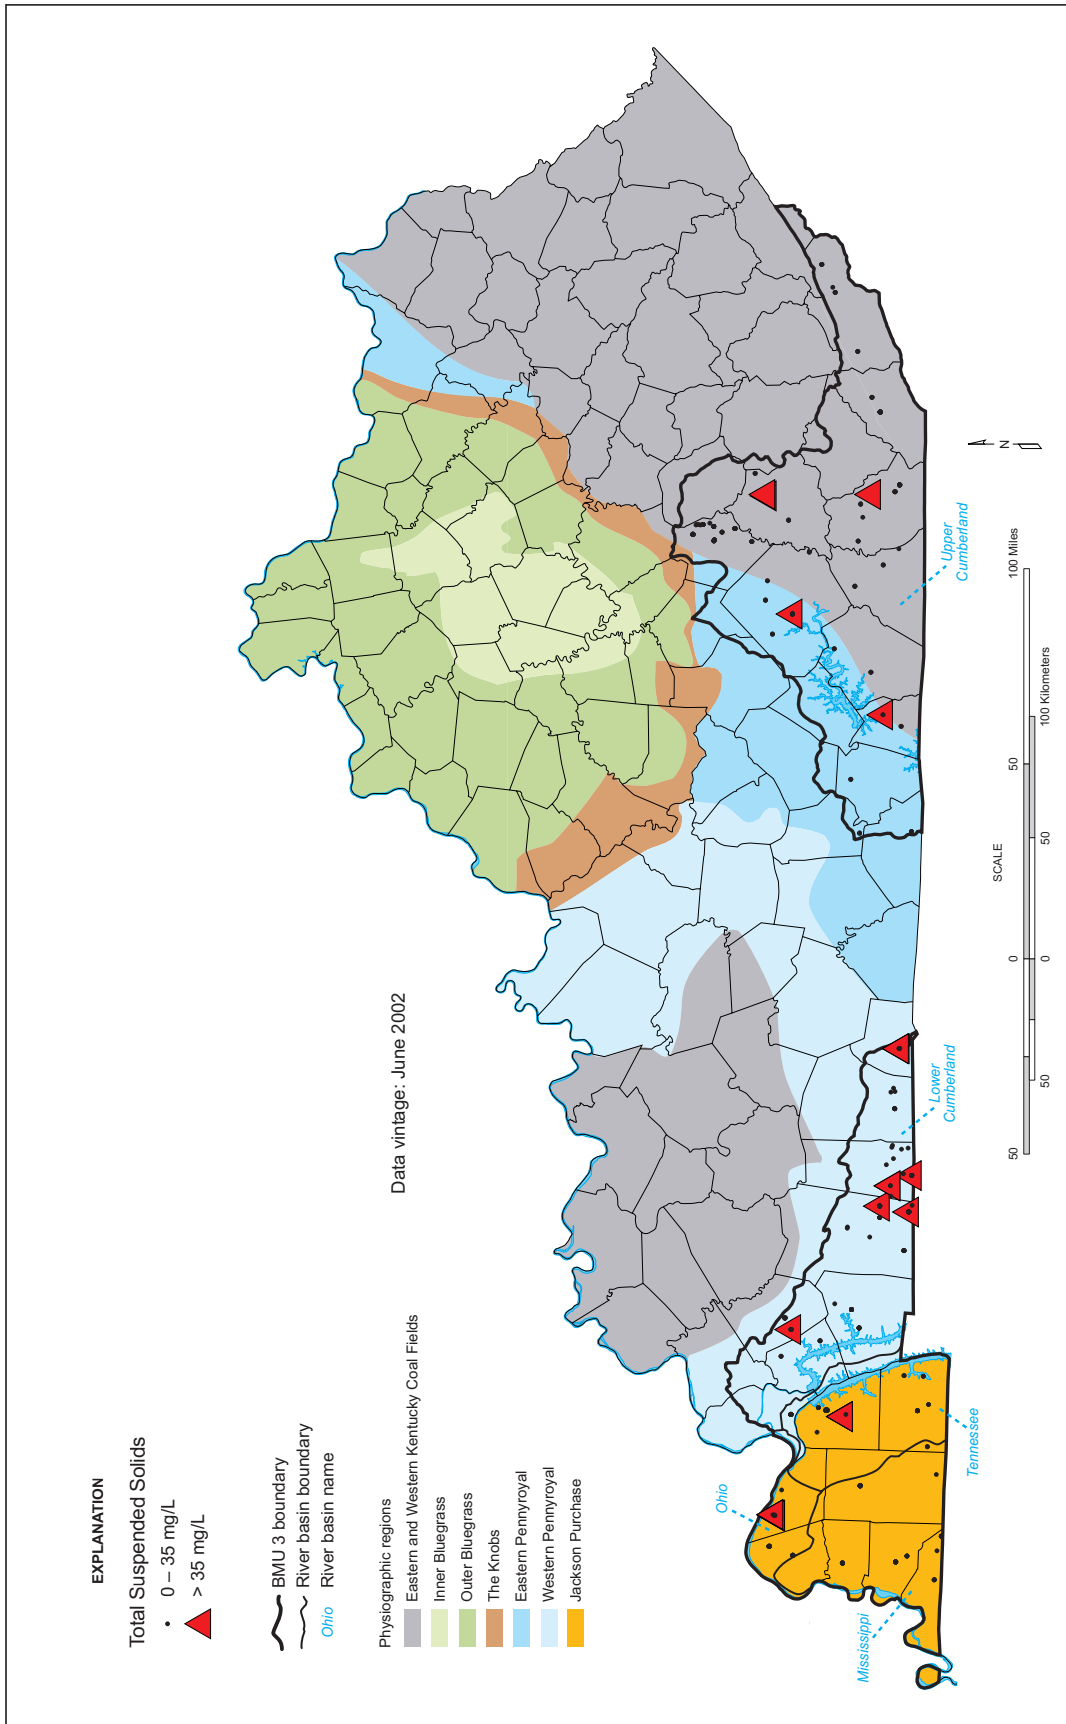 EXPLANATION
Total Suspended Solids
0 – 35 mg/L
> 35 mg/L
BMU 3 boundary
River basin boundary
Ohio River basin name
Physiographic regions
Eastern and Western Kentucky Coal Fields
Inner Bluegrass
Outer Bluegrass
The Knobs
Eastern Pennyroyal
Western Pennyroyal
Jackson Purchase
Data vintage: June 2002
Ohio
Mississippi
Tennessee
Lower
Cumberland
Upper
Cumberland
N
SCALE
50 0 50 100 Miles
50 0 50 100 Kilometers